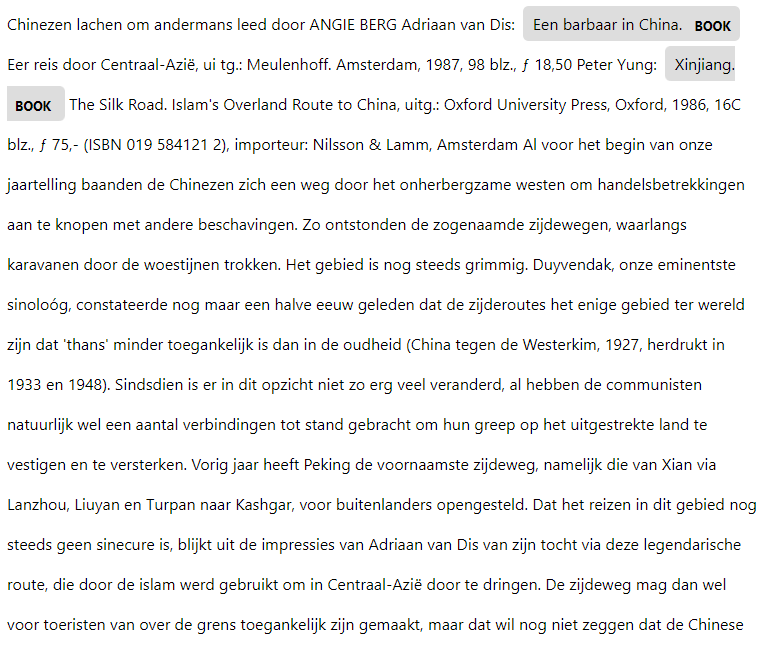 Chinezen lachen om andermans leed door ANGIE BERG Adriaan van Dis: Een barbaar in China. BOOK
Eer reis door Centraal-Azië, ui tg.: Meulenhoff. Amsterdam, 1987, 98 blz., ƒ 18,50 Peter Yung: Xinjiang.
BOOK The Silk Road. Islam's Overland Route to China, uitg.: Oxford University Press, Oxford, 1986, 16C
blz., ƒ 75,- (ISBN 019 584121 2), importeur: Nilsson & Lamm, Amsterdam Al voor het begin van onze
jaartelling baanden de Chinezen zich een weg door het onherbergzame westen om handelsbetrekkingen
aan te knopen met andere beschavingen. Zo ontstonden de zogenaamde zijdewegen, waarlangs
karavanen door de woestijnen trokken. Het gebied is nog steeds grimmig. Duyvendak, onze eminentste
sinoloóg, constateerde nog maar een halve eeuw geleden dat de zijderoutes het enige gebied ter wereld
zijn dat 'thans' minder toegankelijk is dan in de oudheid (China tegen de Westerkim, 1927, herdrukt in
1933 en 1948). Sindsdien is er in dit opzicht niet zo erg veel veranderd, al hebben de communisten
natuurlijk wel een aantal verbindingen tot stand gebracht om hun greep op het uitgestrekte land te
vestigen en te versterken. Vorig jaar heeft Peking de voornaamste zijdeweg, namelijk die van Xian via
Lanzhou, Liuyan en Turpan naar Kashgar, voor buitenlanders opengesteld. Dat het reizen in dit gebied nog
steeds geen sinecure is, blijkt uit de impressies van Adriaan van Dis van zijn tocht via deze legendarische
route, die door de islam werd gebruikt om in Centraal-Azië door te dringen. De zijdeweg mag dan wel
voor toeristen van over de grens toegankelijk zijn gemaakt, maar dat wil nog niet zeggen dat de Chinese